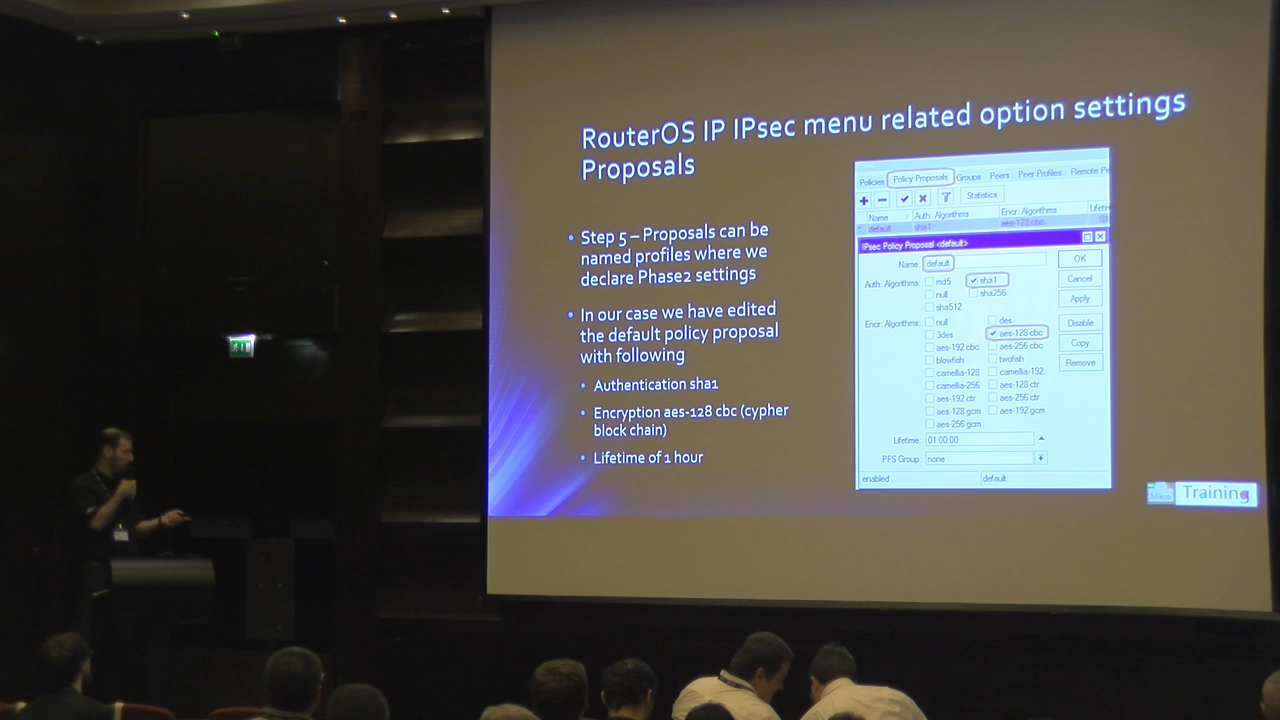 RouterOS IP IPsec menu related option settings
Proposals
• Step 5 – Proposals can be
named profiles where we
declare Phase2 settings
• In our case we have edited
the default policy proposal
with following
• Authentication sha1
• Encryption aes-128 cbc (cypher
block chain)
• Lifetime of 1 hour
Policies Policy Proposals Groups Peers Peer Profiles Remote Pe
Statistics
Name Auth. Algorithms Encr. Algorithms Lifetim
default sha1 aes-128 cbc 01
IPsec Policy Proposal <default>
Name: default OK
Auth. Algorithms: md5 sha1 Cancel
null sha256
sha512 Apply
Encr. Algorithms: null des Disable
3des aes-128 cbc
aes-192 cbc aes-256 cbc Copy
blowfish twofish Remove
camellia-128 camellia-192
camellia-256 aes-128 ctr
aes-192 ctr aes-256 ctr
aes-128 gcm aes-192 gcm
aes-256 gcm
Lifetime: 01:00:00
PFS Group: none
enabled default
Mikro Training